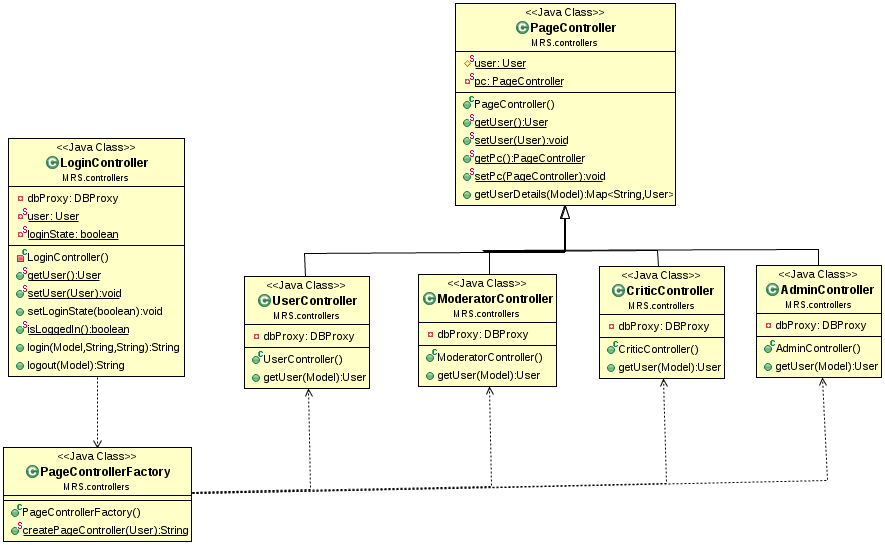 <<Java Class>>
PageController
MRS.controllers
user: User
pc: PageController
PageController()
getUser():User
setUser(User):void
getPc():PageController
setPc(PageController):void
getUserDetails(Model):Map<String,User>
<<Java Class>>
LoginController
MRS.controllers
dbProxy: DBProxy
user: User
loginState: boolean
LoginController()
getUser():User
setUser(User):void
setLoginState(boolean):void
isLoggedIn():boolean
login(Model,String,String):String
logout(Model):String
<<Java Class>>
UserController
MRS.controllers
dbProxy: DBProxy
UserController()
getUser(Model):User
<<Java Class>>
ModeratorController
MRS.controllers
dbProxy: DBProxy
ModeratorController()
getUser(Model):User
<<Java Class>>
CriticController
MRS.controllers
dbProxy: DBProxy
CriticController()
getUser(Model):User
<<Java Class>>
AdminController
MRS.controllers
dbProxy: DBProxy
AdminController()
getUser(Model):User
<<Java Class>>
PageControllerFactory
MRS.controllers
PageControllerFactory()
createPageController(User):String